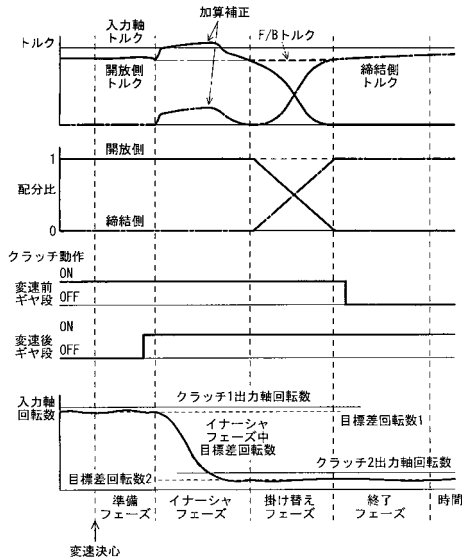 加算補正
トルク
入力軸
トルク
F/Bトルク
開放側
トルク
締結側
トルク
開放側
1
配分比
0
締結側
クラッチ動作
ON
変速前
ギヤ段
OFF
ON
変速後
ギヤ段
OFF
入力軸
回転数
クラッチ1出力軸回転数
イナーシャ
フェーズ中
目標差回転数
目標差回転数1
クラッチ2出力軸回転数
目標差回転数2
準備
フェーズ
イナーシャ
フェーズ
掛け替え
フェーズ
終了
フェーズ
時間
変速決心